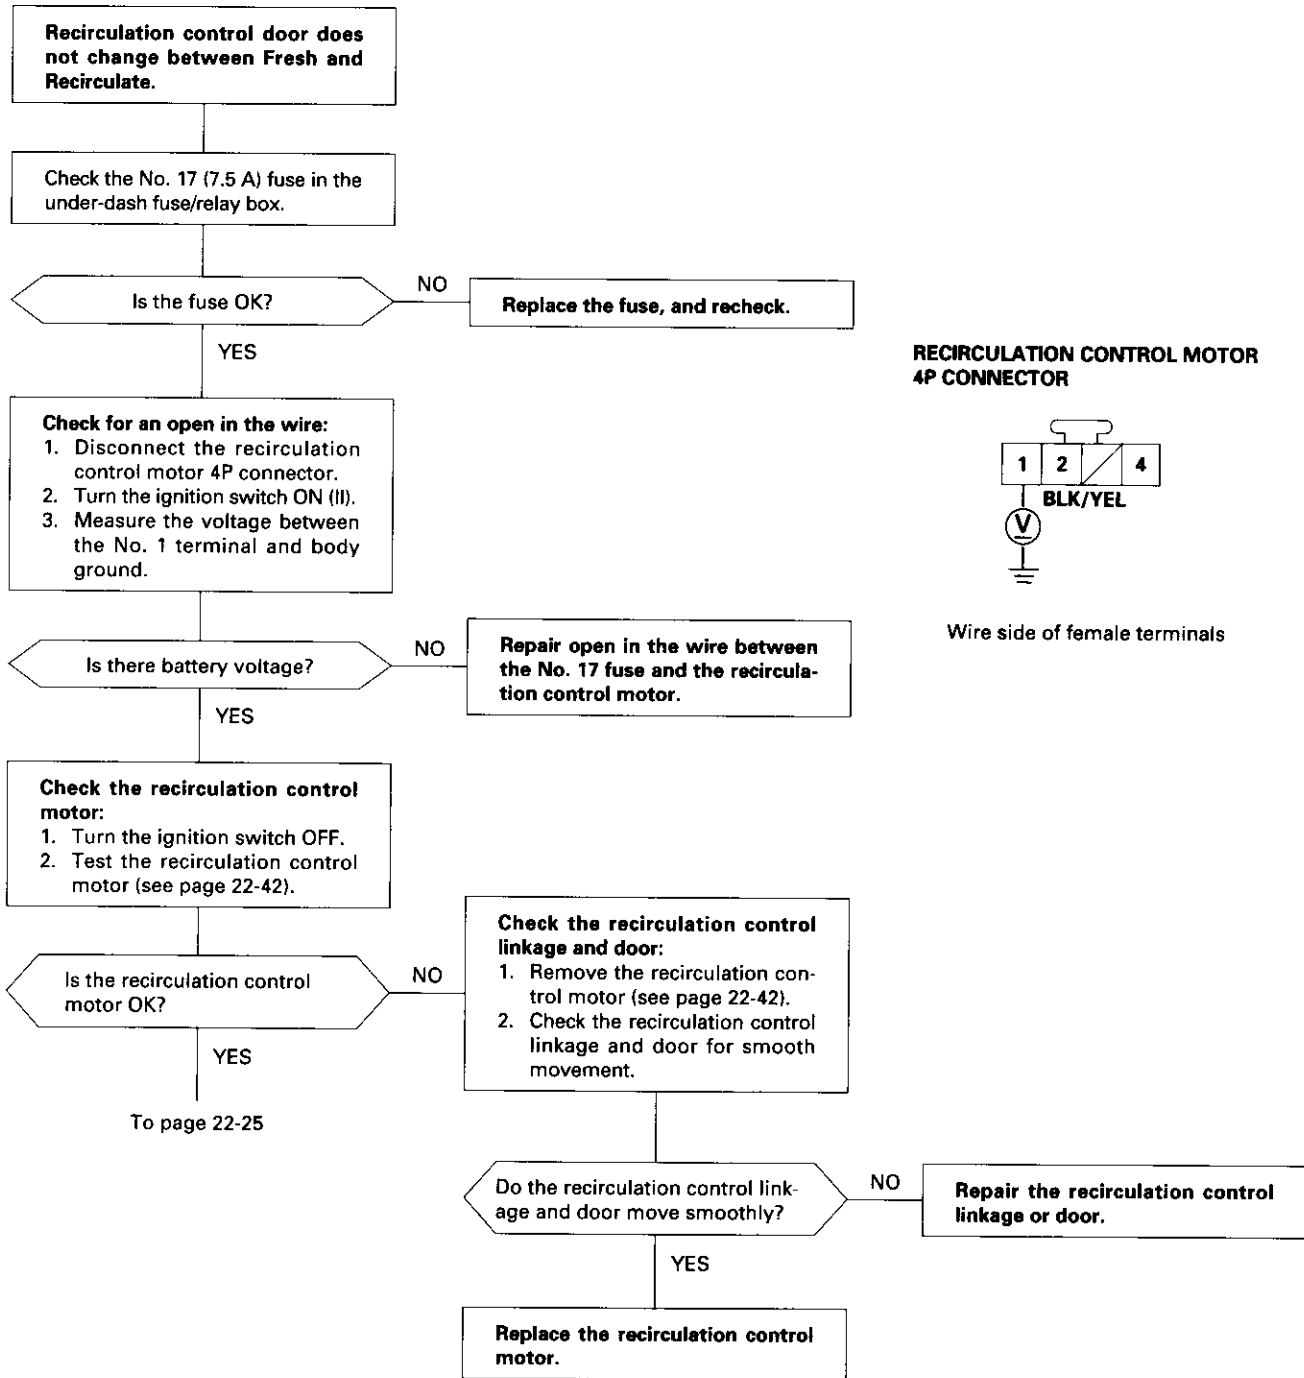 Recirculation control door does
not change between Fresh and
Recirculate.
Check the No. 17 (7.5 A) fuse in the
under-dash fuse/relay box.
Is the fuse OK?
NO
Replace the fuse, and recheck.
YES
RECIRCULATION CONTROL MOTOR
4P CONNECTOR
1 2 4
BLK/YEL
V
Wire side of female terminals
Check for an open in the wire:
1. Disconnect the recirculation
control motor 4P connector.
2. Turn the ignition switch ON (II).
3. Measure the voltage between
the No. 1 terminal and body
ground.
Is there battery voltage?
NO
Repair open in the wire between
the No. 17 fuse and the recircula-
tion control motor.
YES
Check the recirculation control
motor:
1. Turn the ignition switch OFF.
2. Test the recirculation control
motor (see page 22-42).
Is the recirculation control
motor OK?
NO
YES
To page 22-25
Check the recirculation control
linkage and door:
1. Remove the recirculation con-
trol motor (see page 22-42).
2. Check the recirculation control
linkage and door for smooth
movement.
Do the recirculation control link-
age and door move smoothly?
NO
Repair the recirculation control
linkage or door.
YES
Replace the recirculation control
motor.